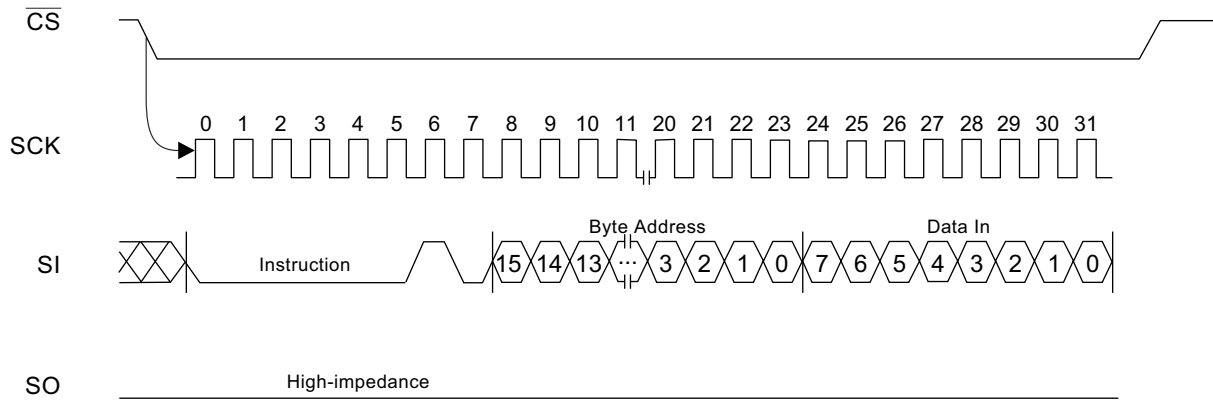 CS
0 1 2 3 4 5 6 7 8 9 10 11 20 21 22 23 24 25 26 27 28 29 30 31
SCK
Byte Address Data In
SI Instruction 15 14 13 ... 3 2 1 0 7 6 5 4 3 2 1 0
High-impedance
SO